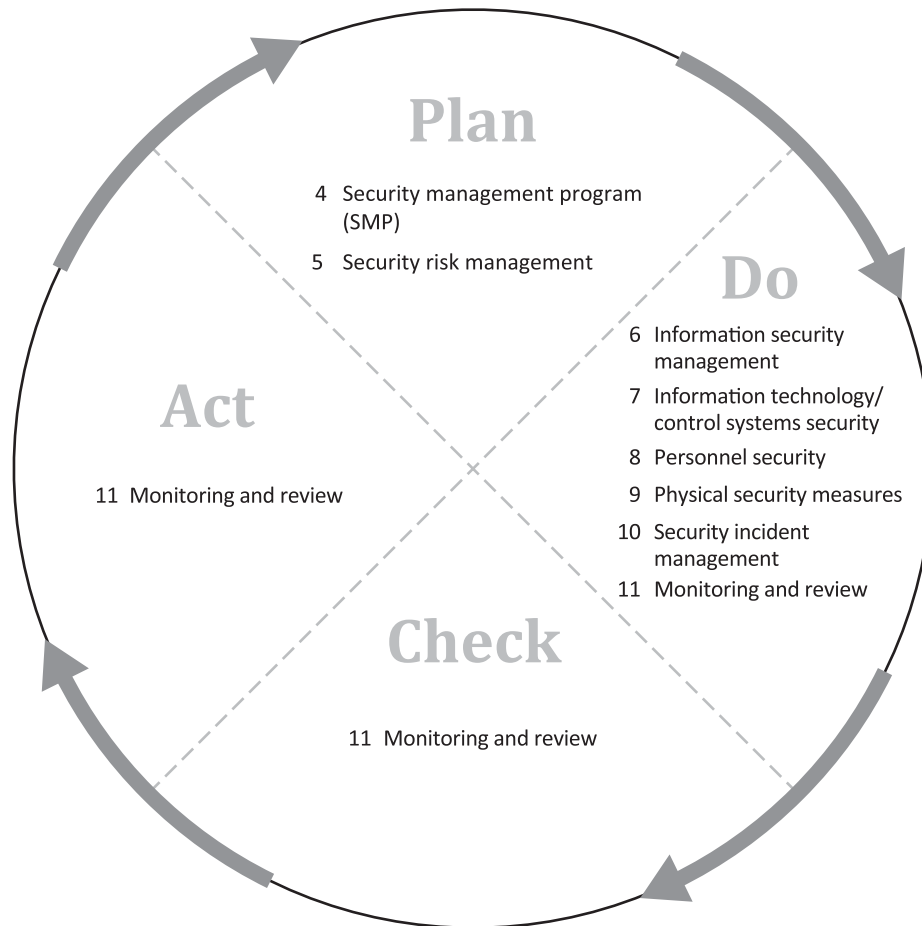 Plan
4 Security management program
(SMP)
5 Security risk management
Do
6 Information security
management
7 Information technology/
control systems security
8 Personnel security
9 Physical security measures
10 Security incident
management
11 Monitoring and review
Check
11 Monitoring and review
Act
11 Monitoring and review